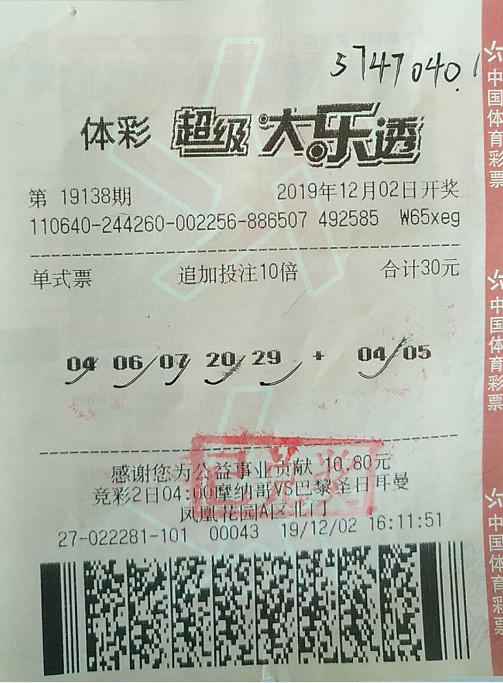 5747040.1
体彩 超级大乐透
第 19138期 2019年12月02日开奖
110640-244260-002256-886507 492585 W65xeg
单式票 追加投注10倍 合计30元
04 06 07 20 29 + 04 05
感谢您为公益事业贡献 10.80元
竞彩2日04:00摩纳哥VS巴黎圣日耳曼
凤凰花园A区北门
27-022281-101 00043 19/12/02 16:11:51
中国体育彩票
中国体育彩票
中国体育彩票